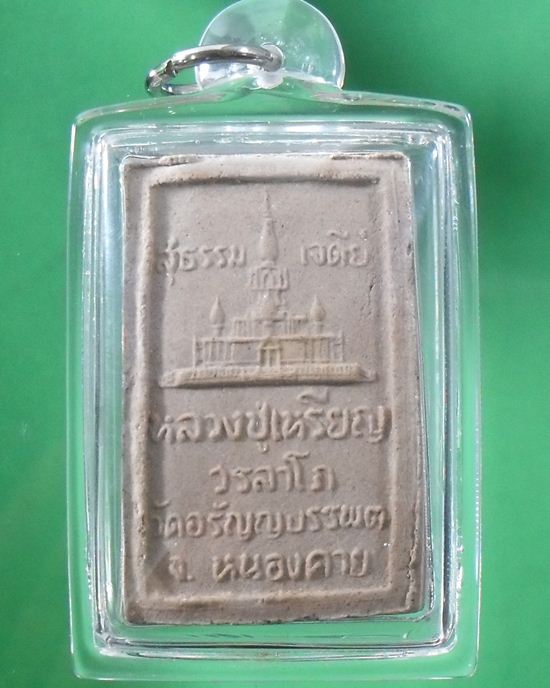 สุธรรม เจดีย์
หลวงปู่เหรียญ
วรลาโภ
วัดอรัญญบรรพต
จ. หนองคาย